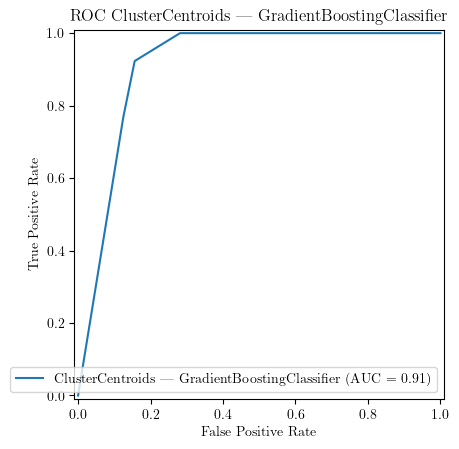 ROC ClusterCentroids — GradientBoostingClassifier
True Positive Rate
1.0
0.8
0.6
0.4
0.2
0.0
ClusterCentroids — GradientBoostingClassifier (AUC = 0.91)
0.0 0.2 0.4 0.6 0.8 1.0
False Positive Rate